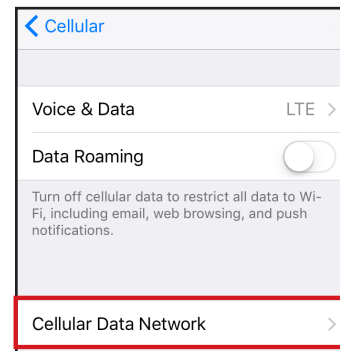 Cellular
Voice & Data LTE
Data Roaming
Turn off cellular data to restrict all data to Wi-
Fi, including email, web browsing, and push
notifications.
Cellular Data Network